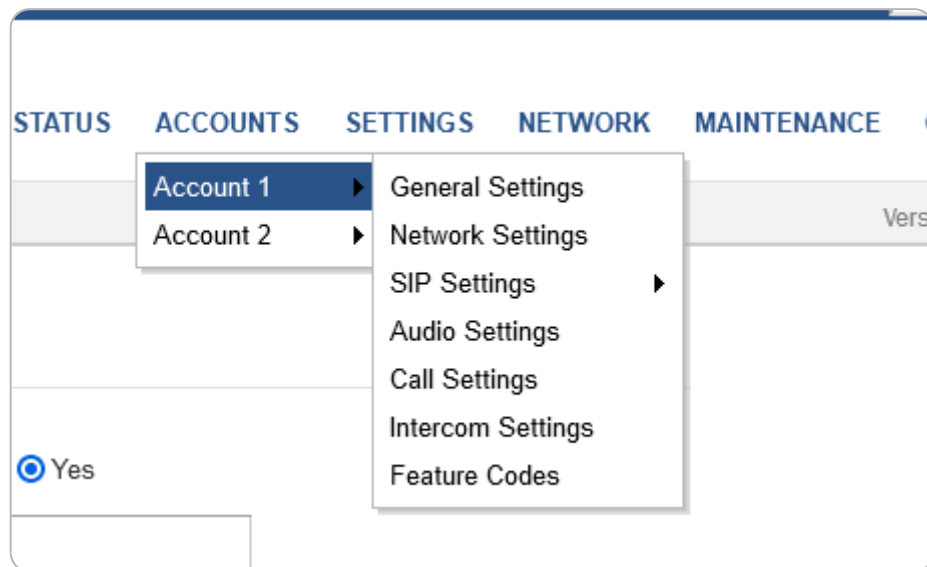 STATUS ACCOUNTS SETTINGS NETWORK MAINTENANCE
Account 1 General Settings
Vers
Account 2 Network Settings
SIP Settings
Audio Settings
Call Settings
Intercom Settings
Yes
Feature Codes